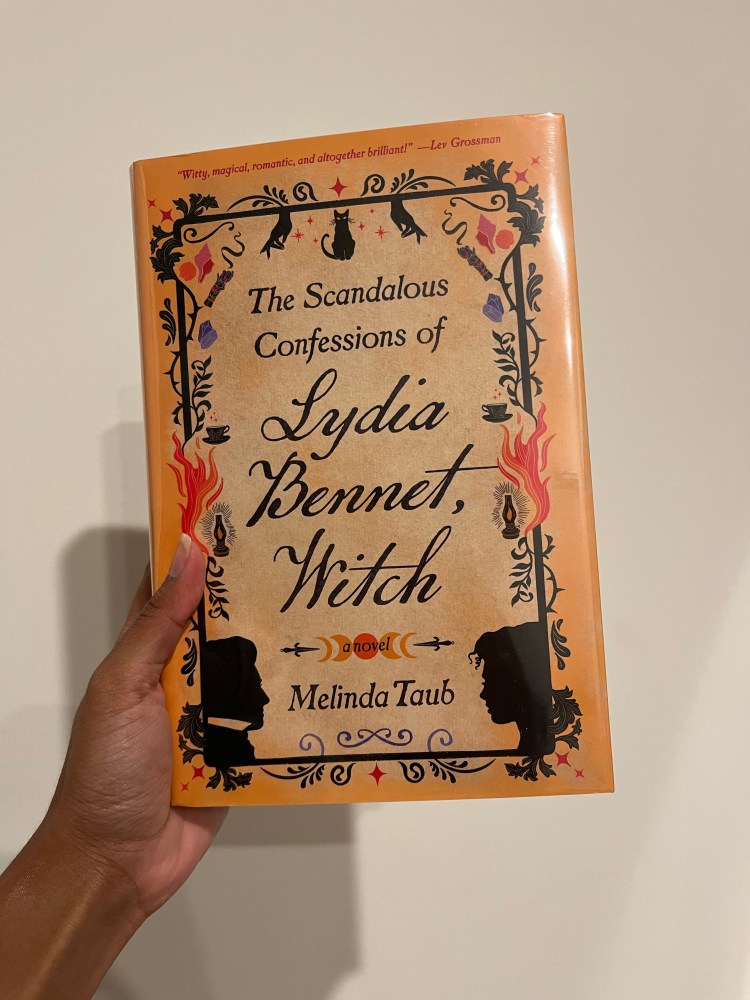 "Witty, magical, romantic, and altogether brilliant!" —Lev Grossman
The Scandalous
Confessions of
Lydia
Bennet,
Witch
a novel
Melinda Taub